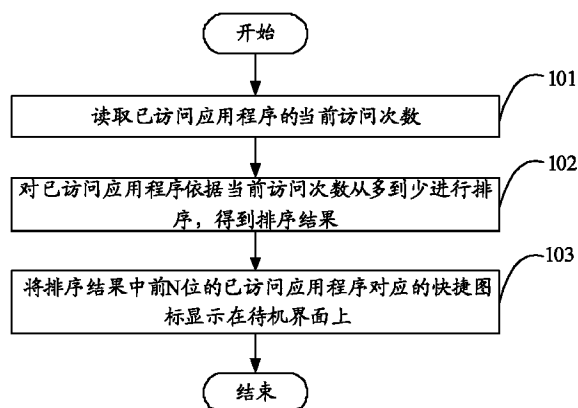 开始
101
读取已访问应用程序的当前访问次数
102
对已访问应用程序依据当前访问次数从多到少进行排
序，得到排序结果
103
将排序结果中前N位的已访问应用程序对应的快捷图
标显示在待机界面上
结束